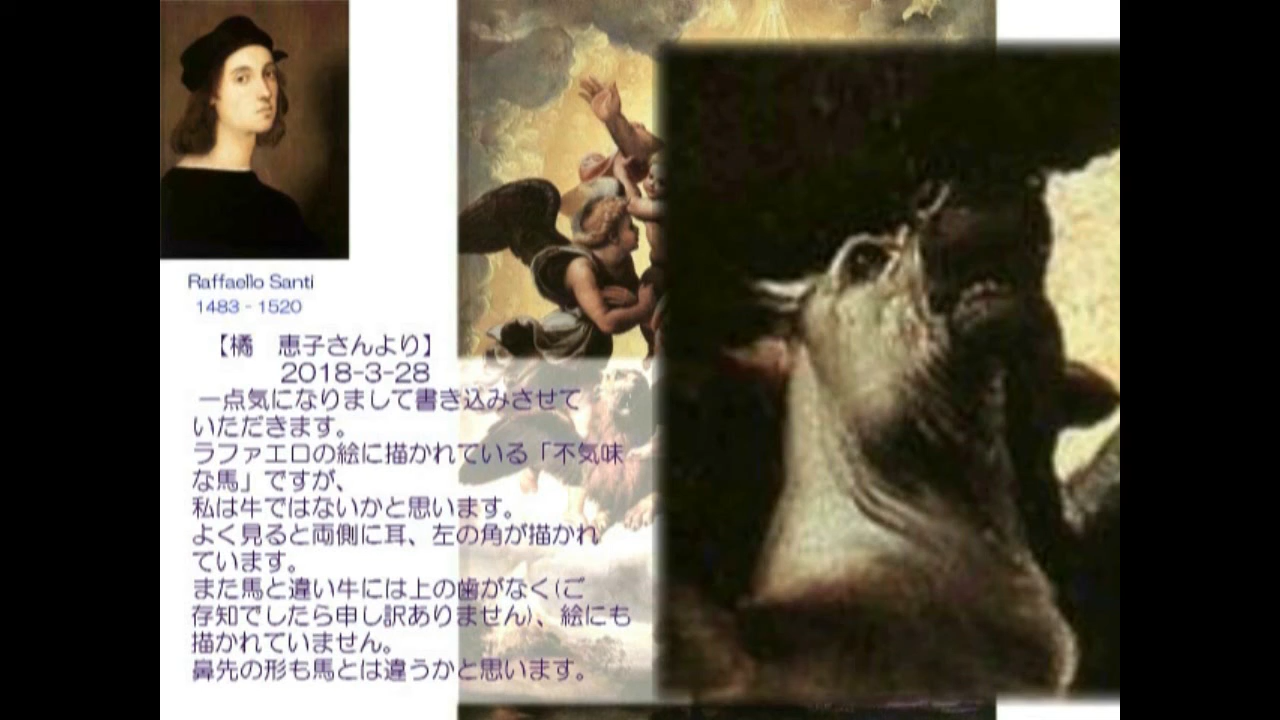 Raffaello Santi
1483 - 1520
【橘　恵子さんより】
2018-3-28
一点気になりまして書き込みさせて
いただきます。
ラファエロの絵に描かれている「不気味
な馬」ですが、
私は牛ではないかと思います。
よく見ると両側に耳、左の角が描かれ
ています。
また馬と違い牛には上の歯がなく(ご
存知でしたら申し訳ありません)、絵にも
描かれていません。
鼻先の形も馬とは違うかと思います。